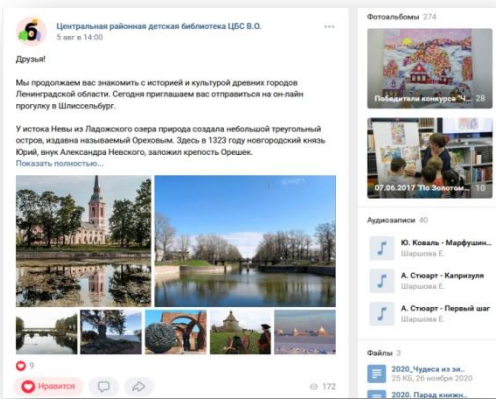 б
Центральная районная детская библиотека ЦБС В.О.
5 авг в 14:00
Друзья!
Мы продолжаем вас знакомить с историей и культурой древних городов
Ленинградской области. Сегодня приглашаем вас отправиться на он-лайн
прогулку в Шлиссельбург.
У истока Невы из Ладожского озера природа создала небольшой треугольный
остров, издавна называемый Ореховым. Здесь в 1323 году новгородский князь
Юрий, внук Александра Невского, заложил крепость Орешек.
Показать полностью...
9
Нравится
172
Фотоальбомы 274
Победители конкурса "Ч... 28
07.06.2017 "По Золотом... 10
Аудиозаписи 40
Ю. Коваль - Марфушин...
Шаршова Е.
А. Стюарт - Капризуля
Шаршова Е.
А. Стюарт - Первый шаг
Шаршова Е.
Файлы 3
2020_Чудеса из зи..
25 КБ, 26 ноября 2020
2020. Парад книжн..